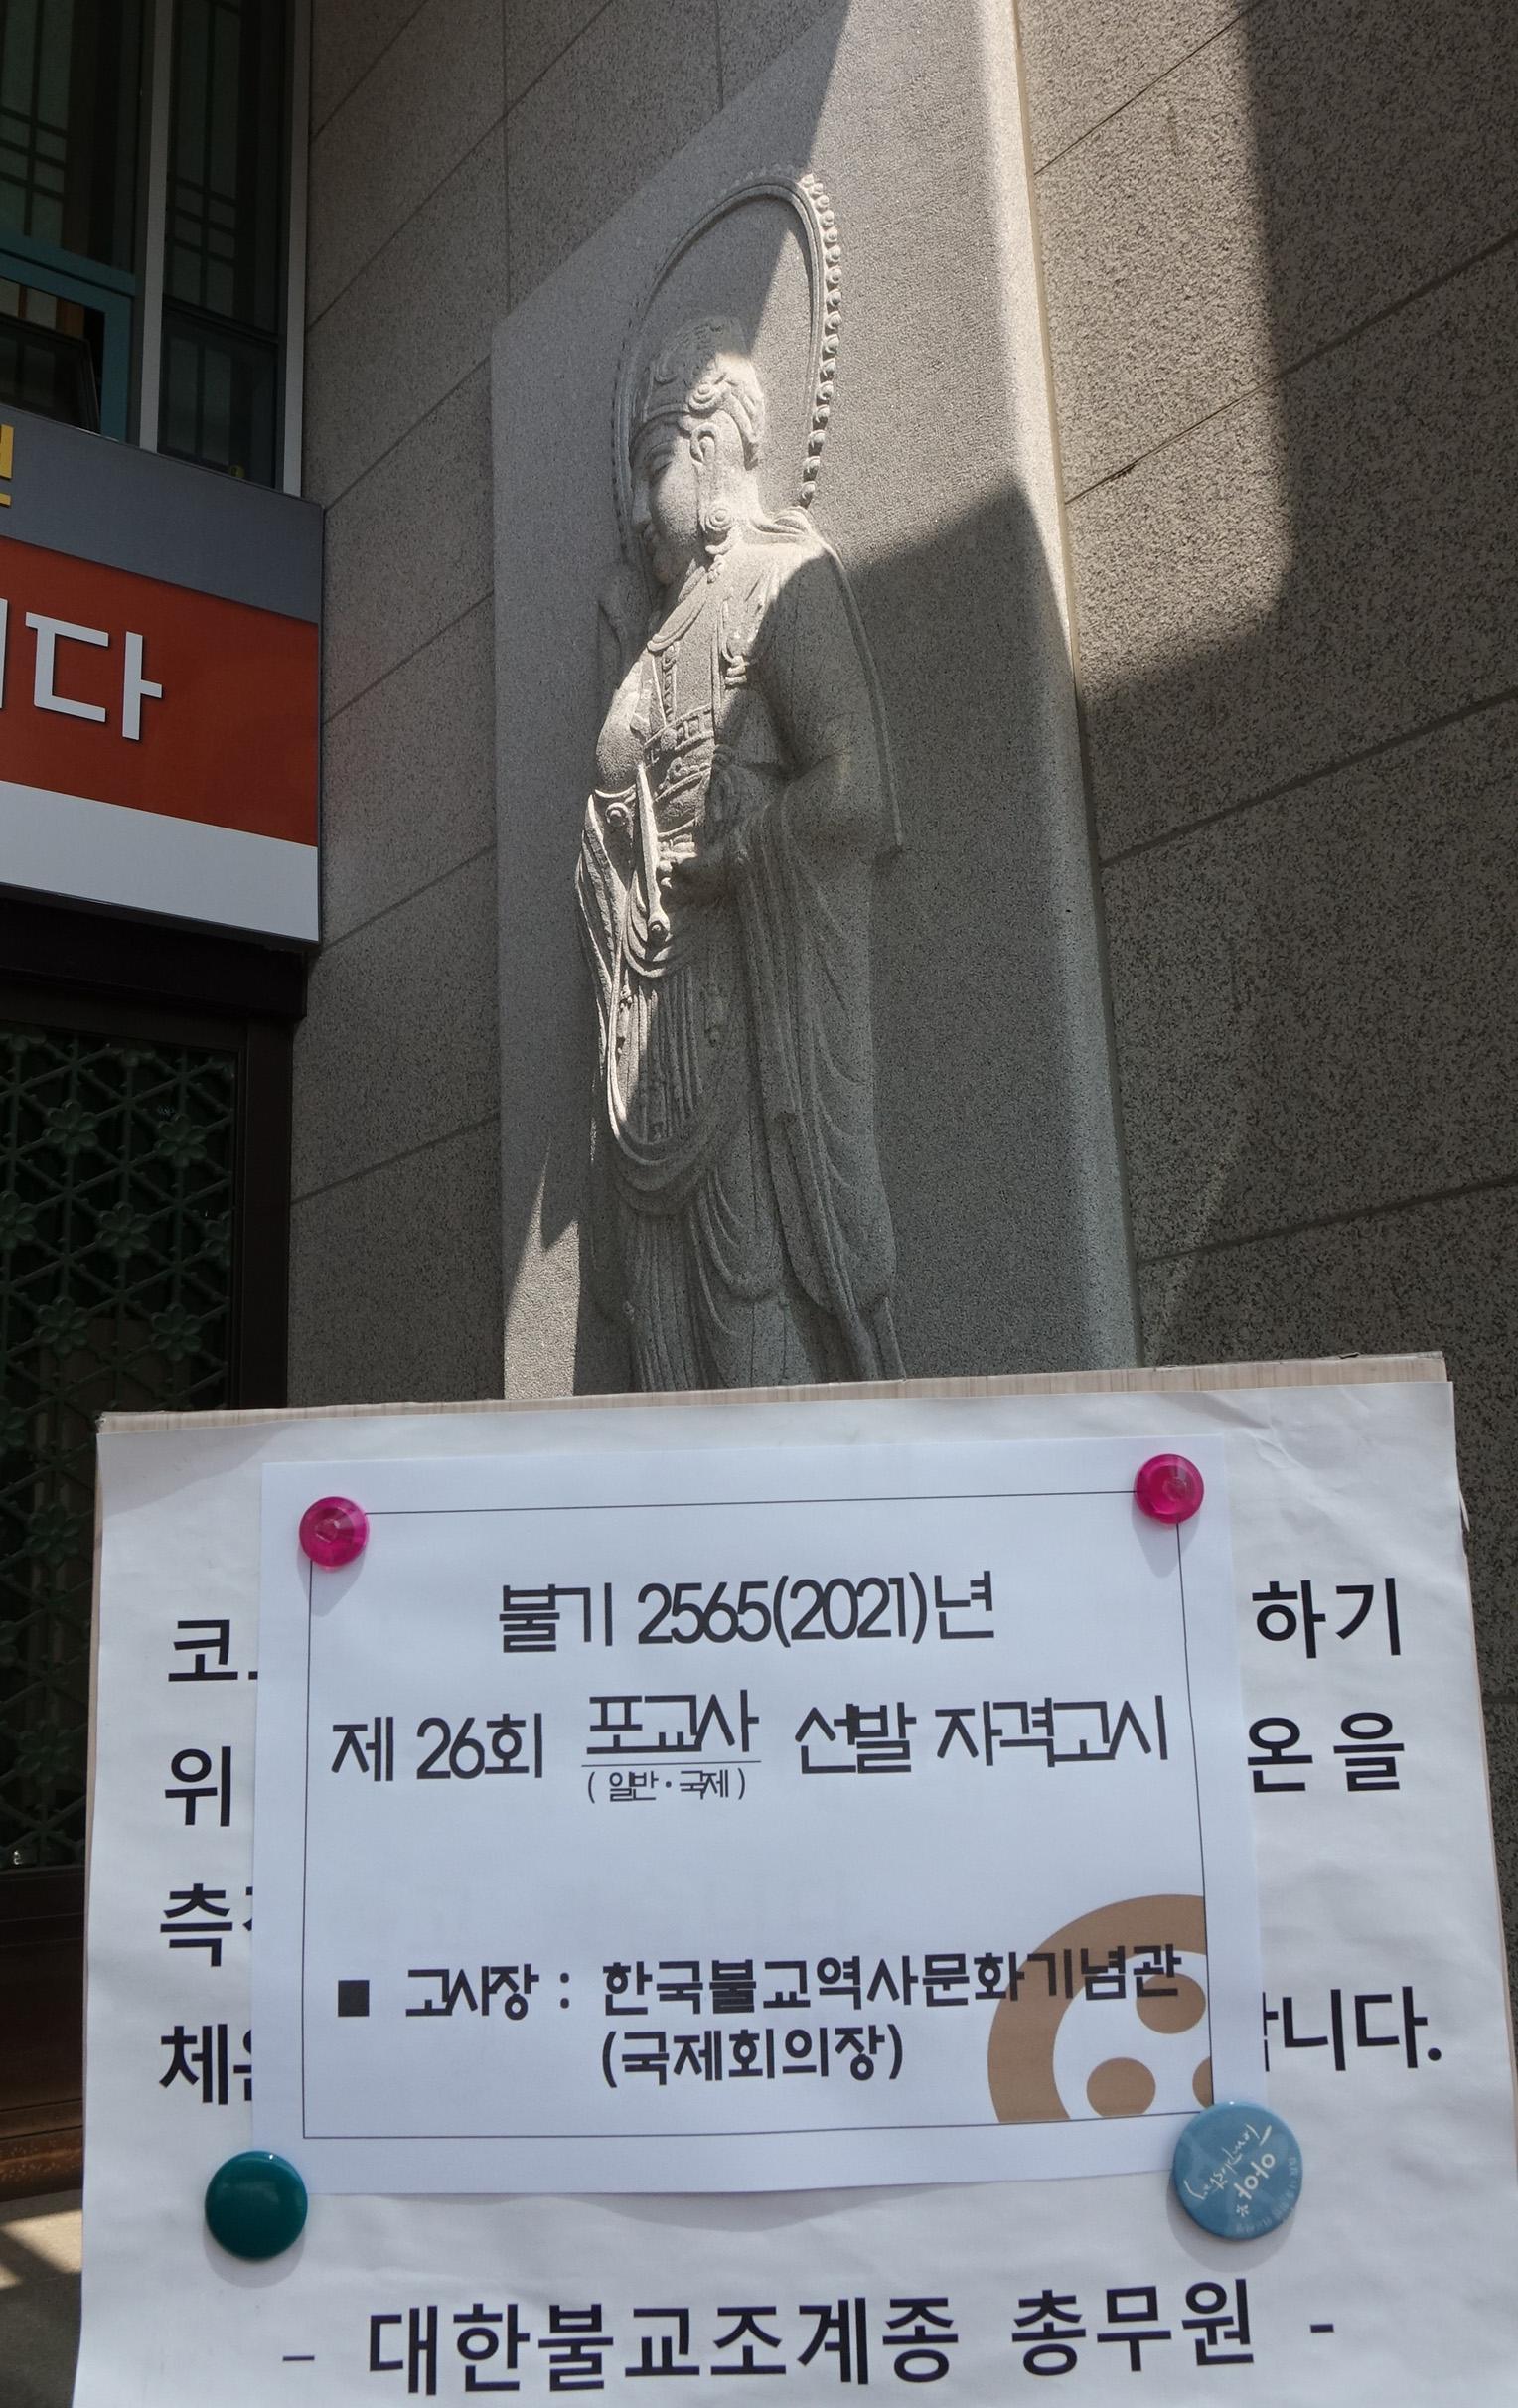 다
불기 2565(2021)년
제 26회 포교사 선발 자격고시
(일반·국제)
■ 고사장 : 한국불교역사문화기념관
(국제회의장)
코
하기
위
온을
측
체온
니다.
아야*
- 대한불교조계종 총무원 -